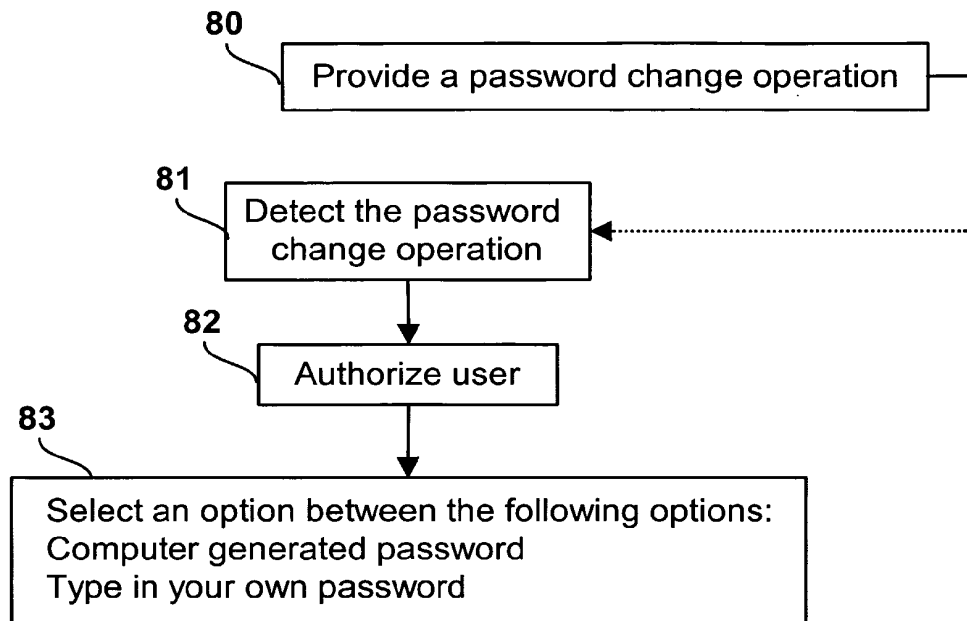 80
Provide a password change operation
81
Detect the password
change operation
82
Authorize user
83
Select an option between the following options:
Computer generated password
Type in your own password